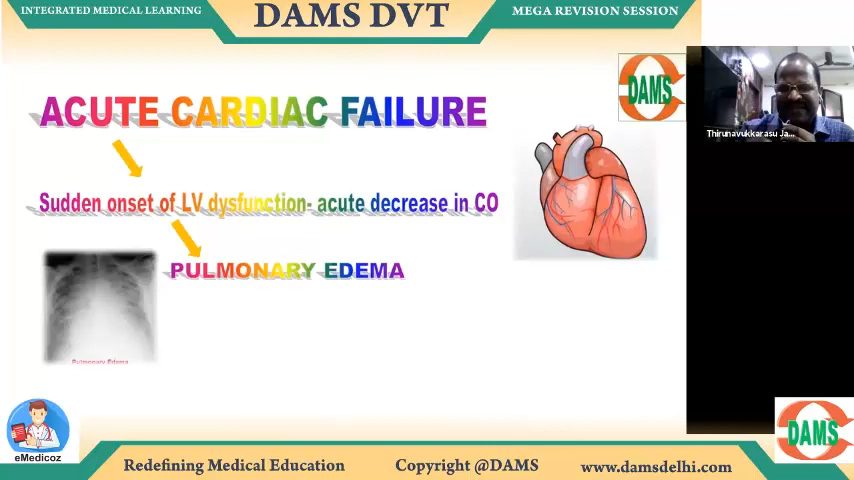 INTEGRATED MEDICAL LEARNING
DAMS DVT
MEGA REVISION SESSION
DAMS
ACUTE CARDIAC FAILURE
Thirunavukkarasu Ja...
Sudden onset of LV dysfunction- acute decrease in CO
PULMONARY EDEMA
Pulmonary Edema
DAMS
eMedicoz
Redefining Medical Education
Copyright @DAMS
www.damsdelhi.com